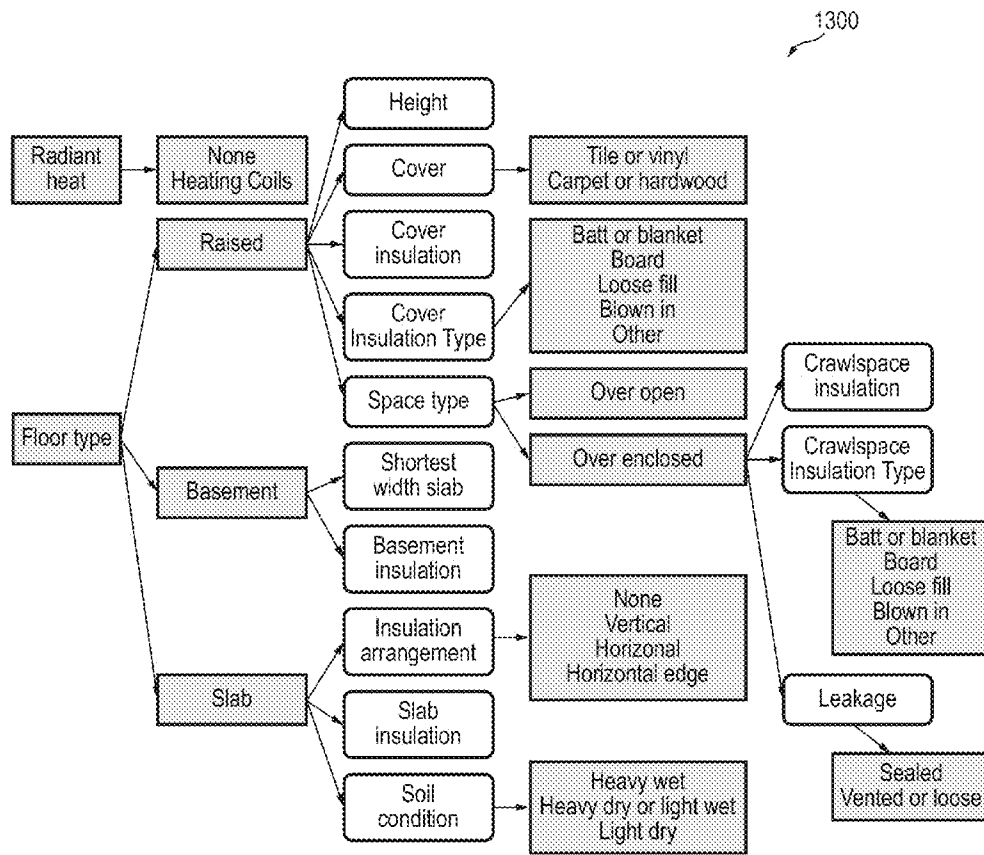 1300
Radiant
heat
None
Heating Coils
Height
Cover
Tile or vinyl
Carpet or hardwood
Raised
Cover
insulation
Cover
Insulation Type
Batt or blanket
Board
Loose fill
Blown in
Other
Space type
Over open
Over enclosed
Crawlspace
insulation
Crawlspace
Insulation Type
Batt or blanket
Board
Loose fill
Blown in
Other
Leakage
Sealed
Vented or loose
Floor type
Basement
Shortest
width slab
Basement
insulation
Slab
Insulation
arrangement
None
Vertical
Horizonal
Horizontal edge
Slab
insulation
Soil
condition
Heavy wet
Heavy dry or light wet
Light dry